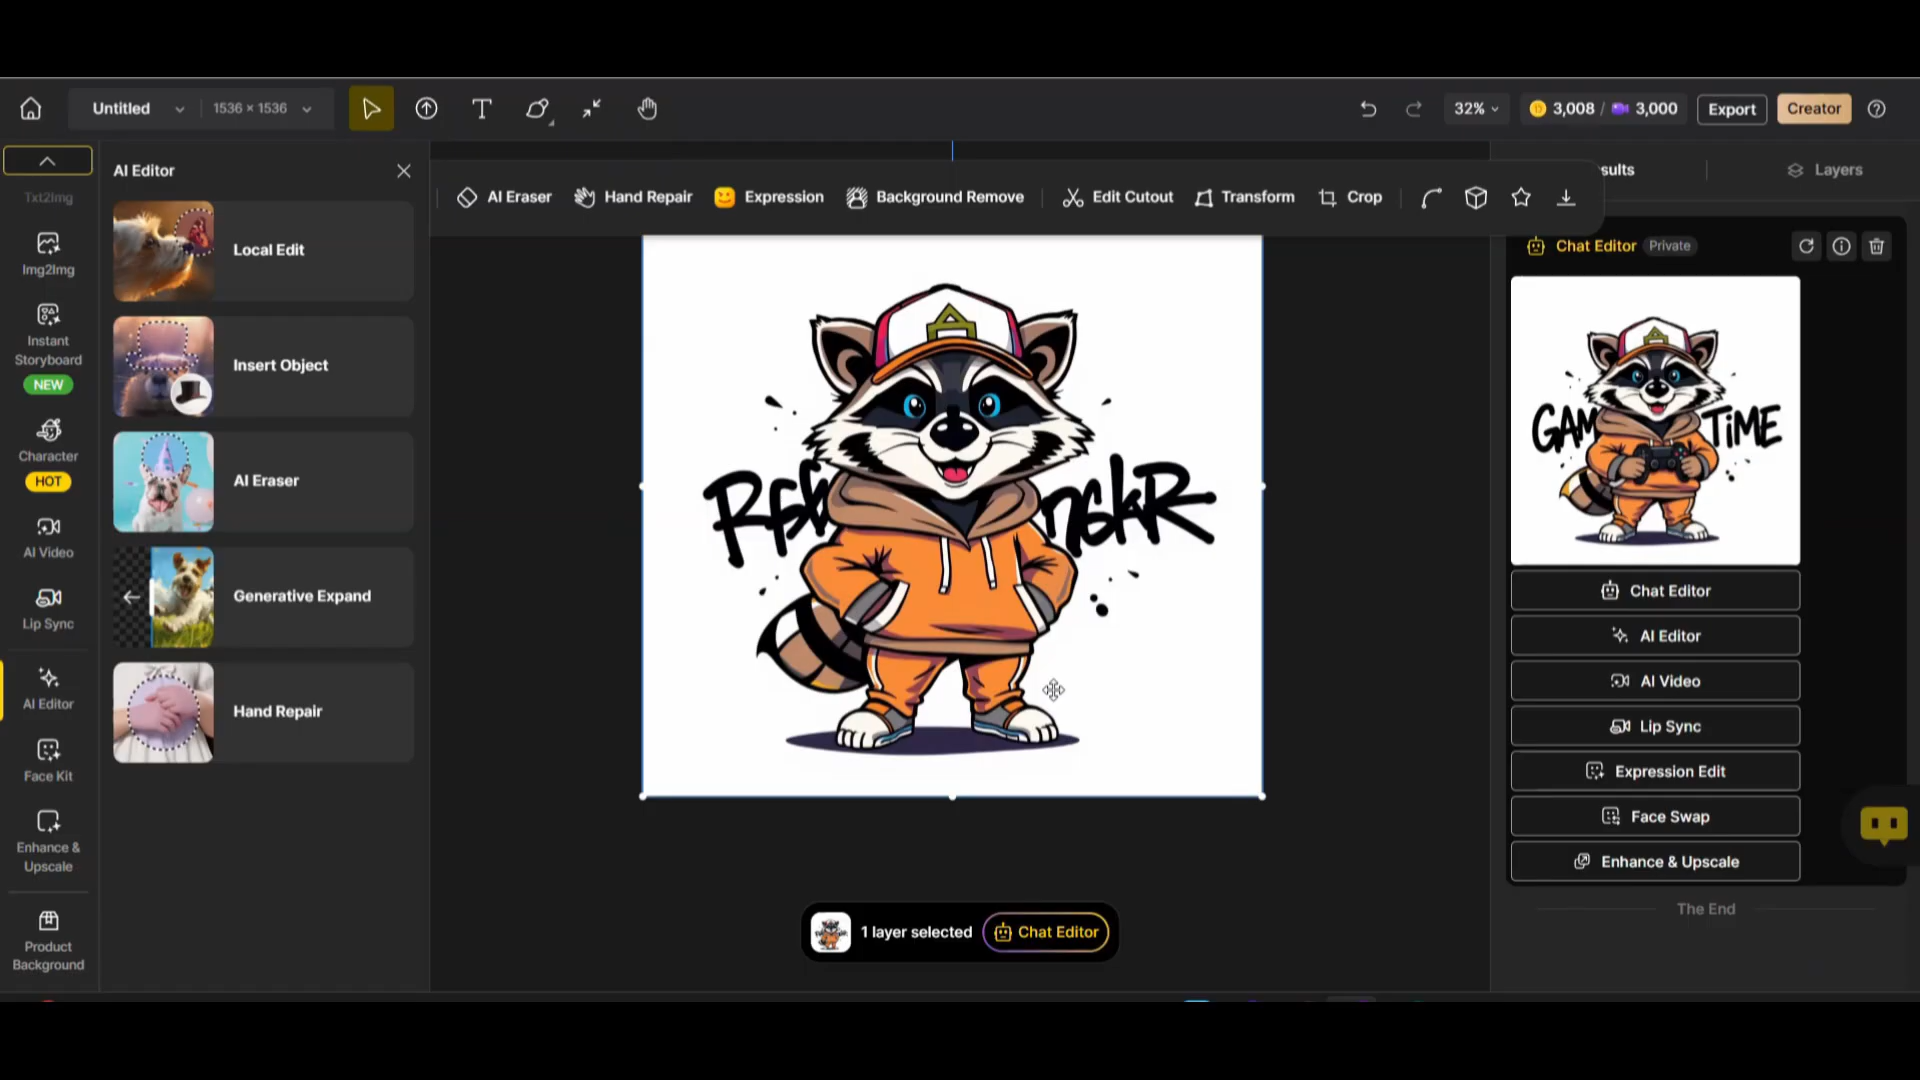 Untitled
1536 × 1536
32%
3,008 / 3,000
Export
Creator
Txt2Img
Img2Img
Instant
Storyboard
NEW
Character
HOT
AI Video
Lip Sync
AI Editor
Face Kit
Enhance &
Upscale
Product
Background
AI Editor
Local Edit
Insert Object
AI Eraser
Generative Expand
Hand Repair
AI Eraser
Hand Repair
Expression
Background Remove
Edit Cutout
Transform
Crop
1 layer selected
Chat Editor
sults
Layers
Chat Editor
Private
GAM TiME
Chat Editor
AI Editor
AI Video
Lip Sync
Expression Edit
Face Swap
Enhance & Upscale
The End